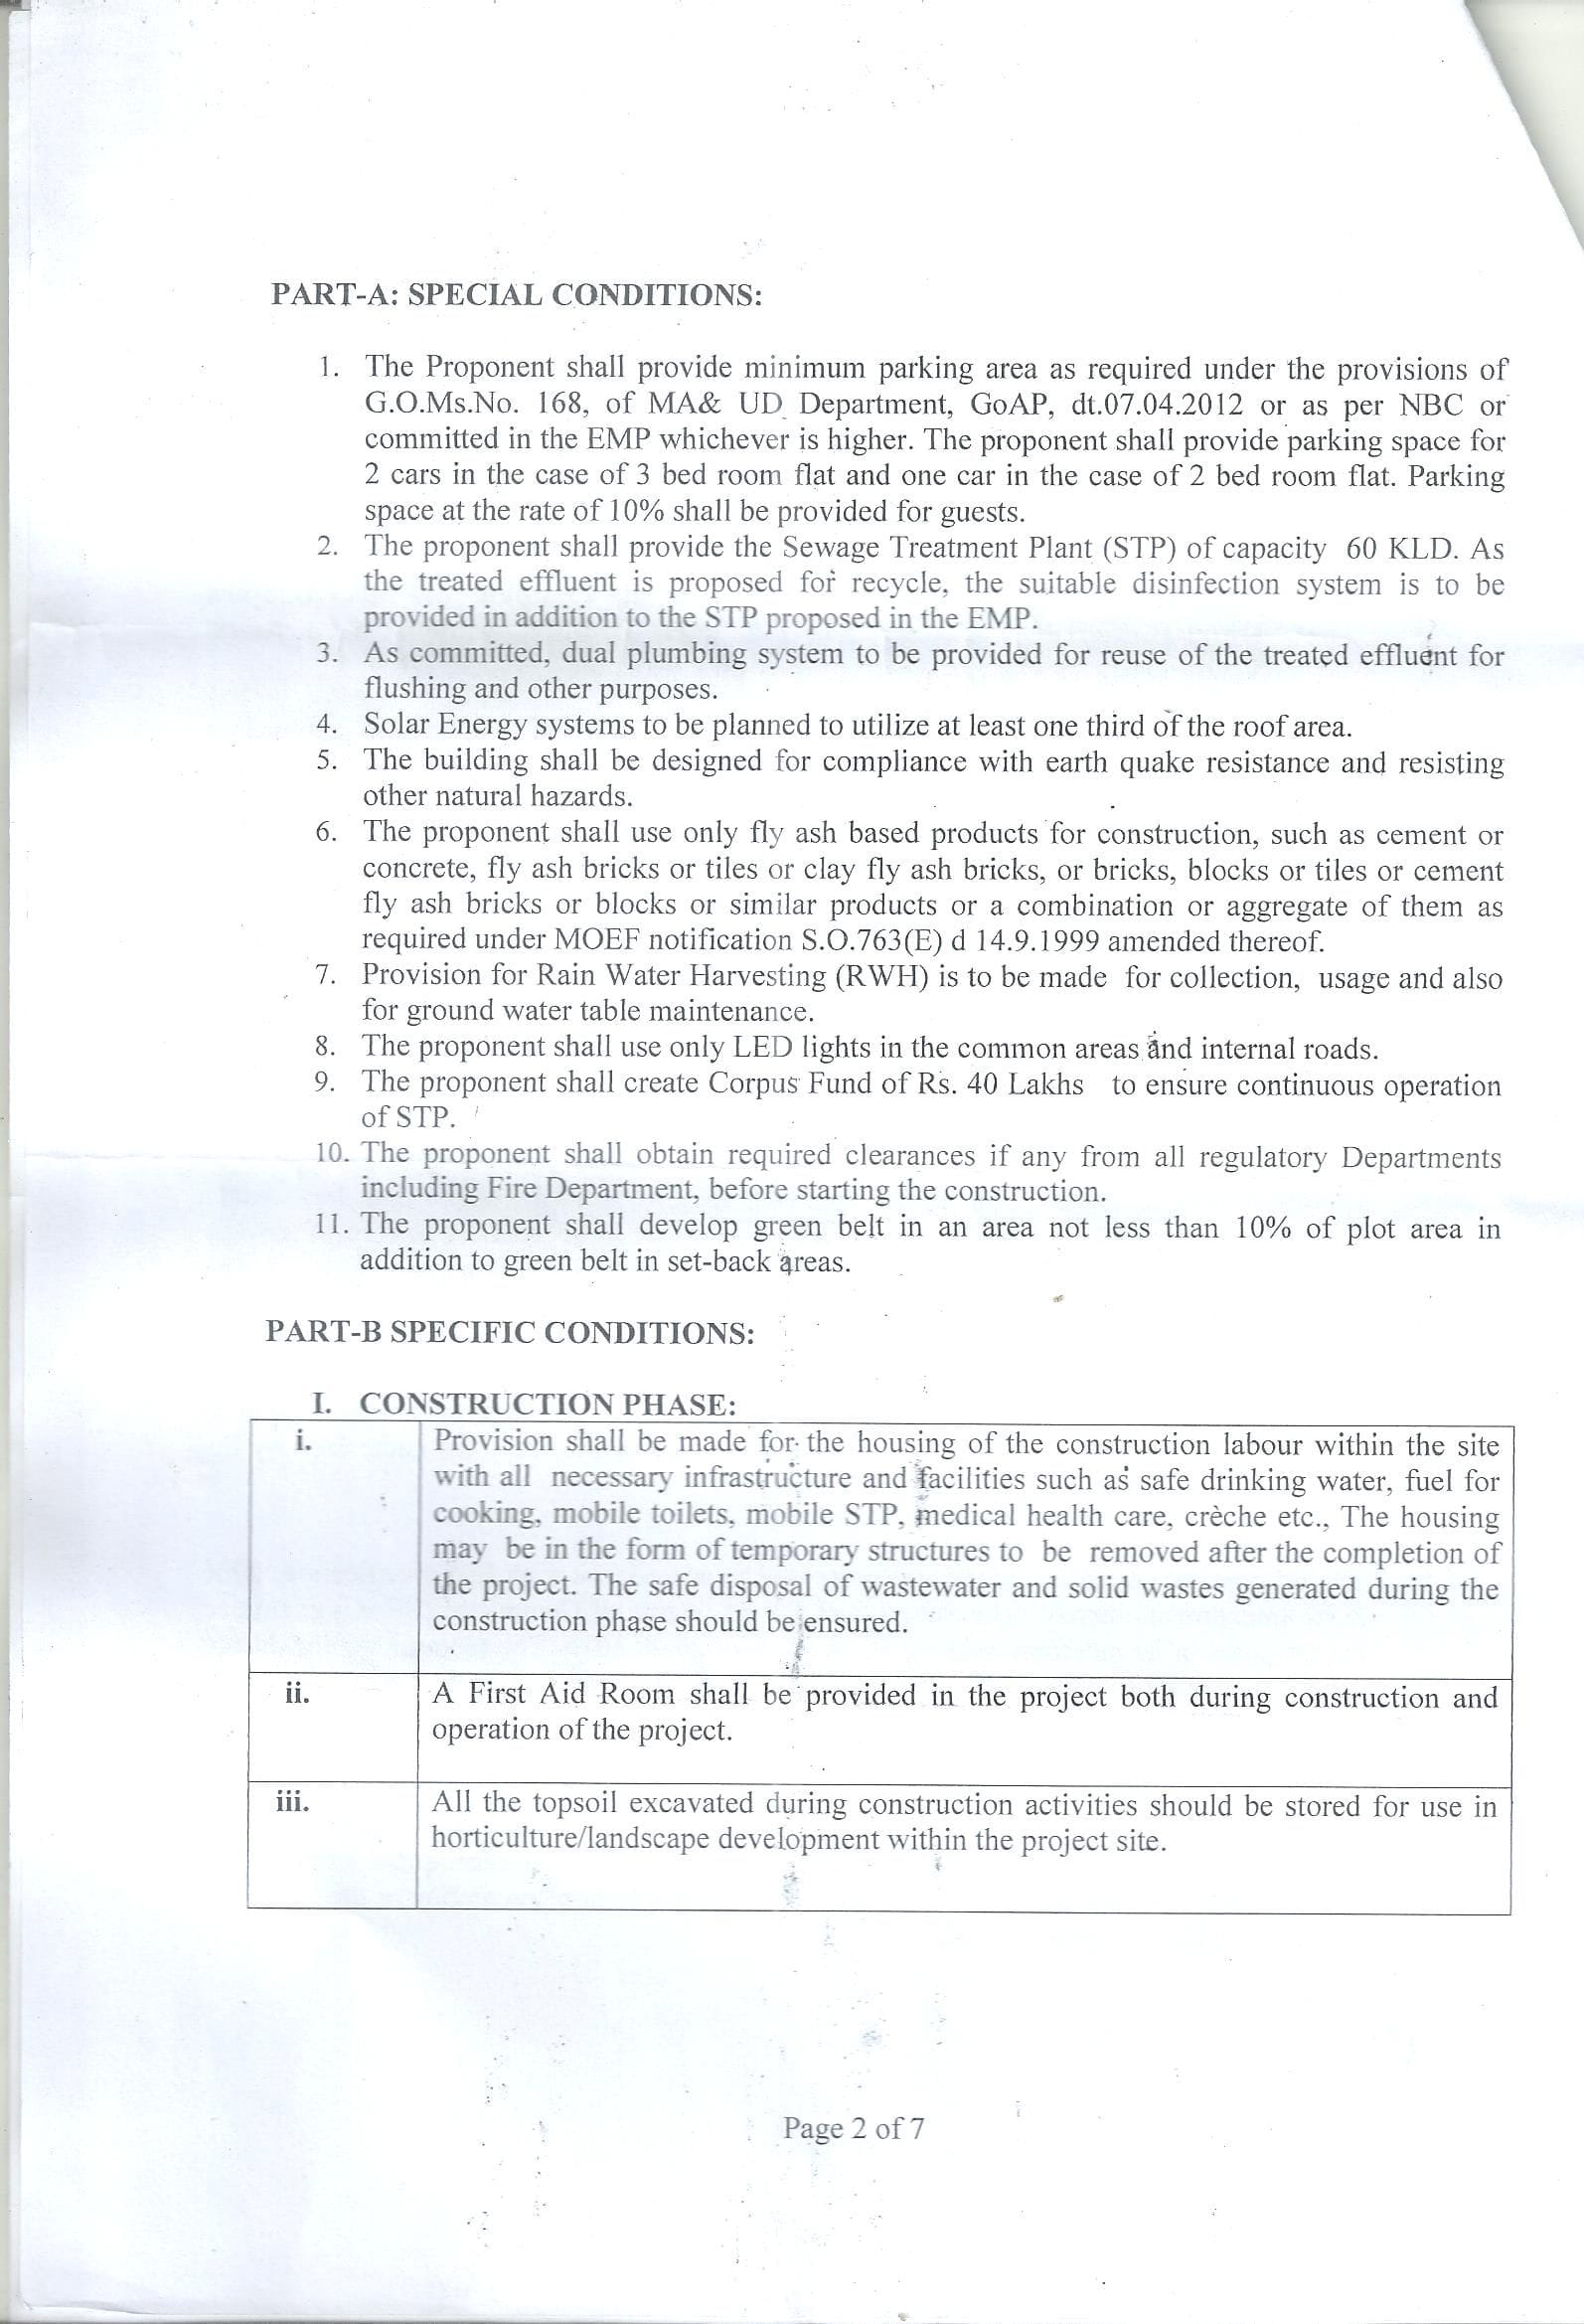 PART-A: SPECIAL CONDITIONS:
1. The Proponent shall provide minimum parking area as required under the provisions of
G.O.Ms.No. 168, of MA& UD Department, GoAP, dt.07.04.2012 or as per NBC or
committed in the EMP whichever is higher. The proponent shall provide parking space for
2 cars in the case of 3 bed room flat and one car in the case of 2 bed room flat. Parking
space at the rate of 10% shall be provided for guests.
2. The proponent shall provide the Sewage Treatment Plant (STP) of capacity 60 KLD. As
the treated effluent is proposed for recycle, the suitable disinfection system is to be
provided in addition to the STP proposed in the EMP.
3. As committed, dual plumbing system to be provided for reuse of the treated effluent for
flushing and other purposes.
4. Solar Energy systems to be planned to utilize at least one third of the roof area.
5. The building shall be designed for compliance with earth quake resistance and resisting
other natural hazards.
6. The proponent shall use only fly ash based products for construction, such as cement or
concrete, fly ash bricks or tiles or clay fly ash bricks, or bricks, blocks or tiles or cement
fly ash bricks or blocks or similar products or a combination or aggregate of them as
required under MOEF notification S.O.763(E) d 14.9.1999 amended thereof.
7. Provision for Rain Water Harvesting (RWH) is to be made for collection, usage and also
for ground water table maintenance.
8. The proponent shall use only LED lights in the common areas and internal roads.
9. The proponent shall create Corpus Fund of Rs. 40 Lakhs to ensure continuous operation
of STP.
10. The proponent shall obtain required clearances if any from all regulatory Departments
including Fire Department, before starting the construction.
11. The proponent shall develop green belt in an area not less than 10% of plot area in
addition to green belt in set-back areas.
PART-B SPECIFIC CONDITIONS:
I. CONSTRUCTION PHASE:
i. Provision shall be made for the housing of the construction labour within the site
with all necessary infrastructure and facilities such as safe drinking water, fuel for
cooking, mobile toilets, mobile STP, medical health care, crèche etc., The housing
may be in the form of temporary structures to be removed after the completion of
the project. The safe disposal of wastewater and solid wastes generated during the
construction phase should be ensured.
ii. A First Aid Room shall be provided in the project both during construction and
operation of the project.
iii. All the topsoil excavated during construction activities should be stored for use in
horticulture/landscape development within the project site.
Page 2 of 7